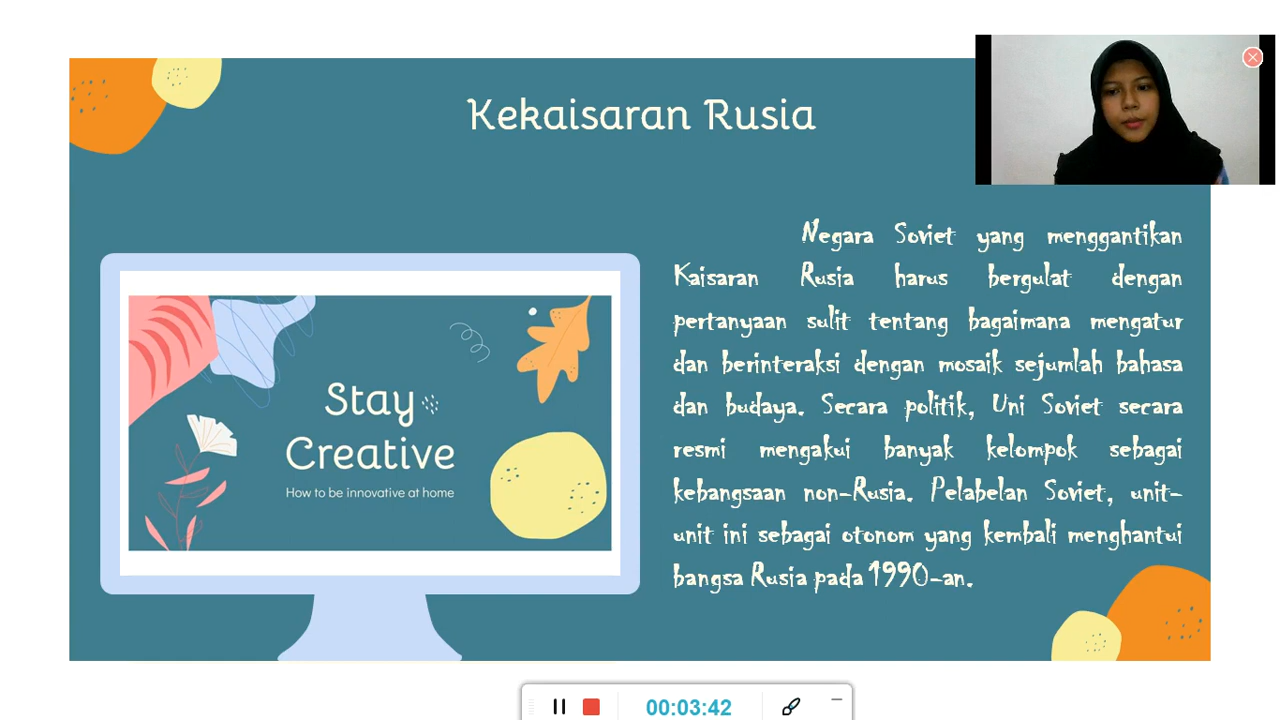 Kekaisaran Rusia
Stay
Creative
How to be innovative at home
Negara Soviet yang menggantikan
Kaisaran Rusia harus bergulat dengan
pertanyaan sulit tentang bagaimana mengatur
dan berinteraksi dengan mosaik sejumlah bahasa
dan budaya. Secara politik, Uni Soviet secara
resmi mengakui banyak kelompok sebagai
kebangsaan non-Rusia. Pelabelan Soviet, unit-
unit ini sebagai otonom yang kembali menghantui
bangsa Rusia pada 1990-an.
00:03:42